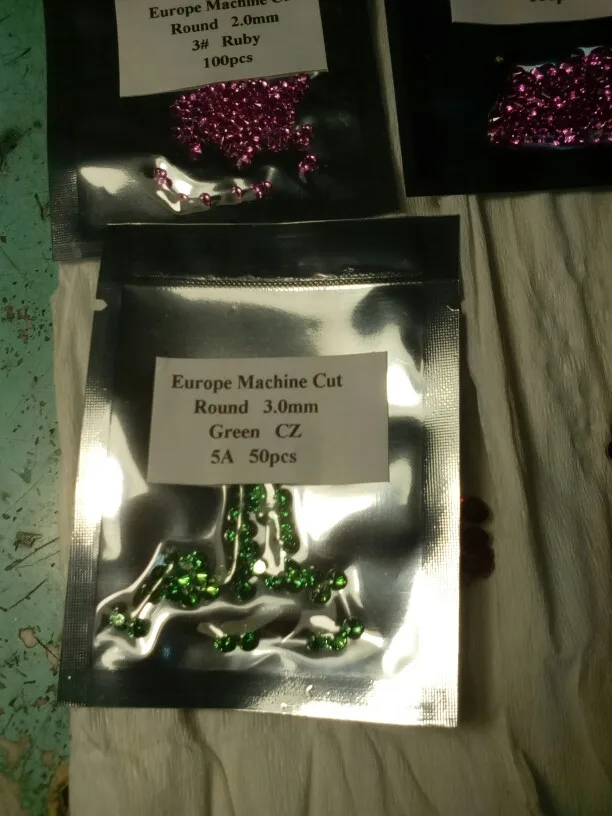 Europe Machine Cut
Round 2.0mm
3# Ruby
100pcs
Europe Machine Cut
Round 3.0mm
Green CZ
5A 50pcs